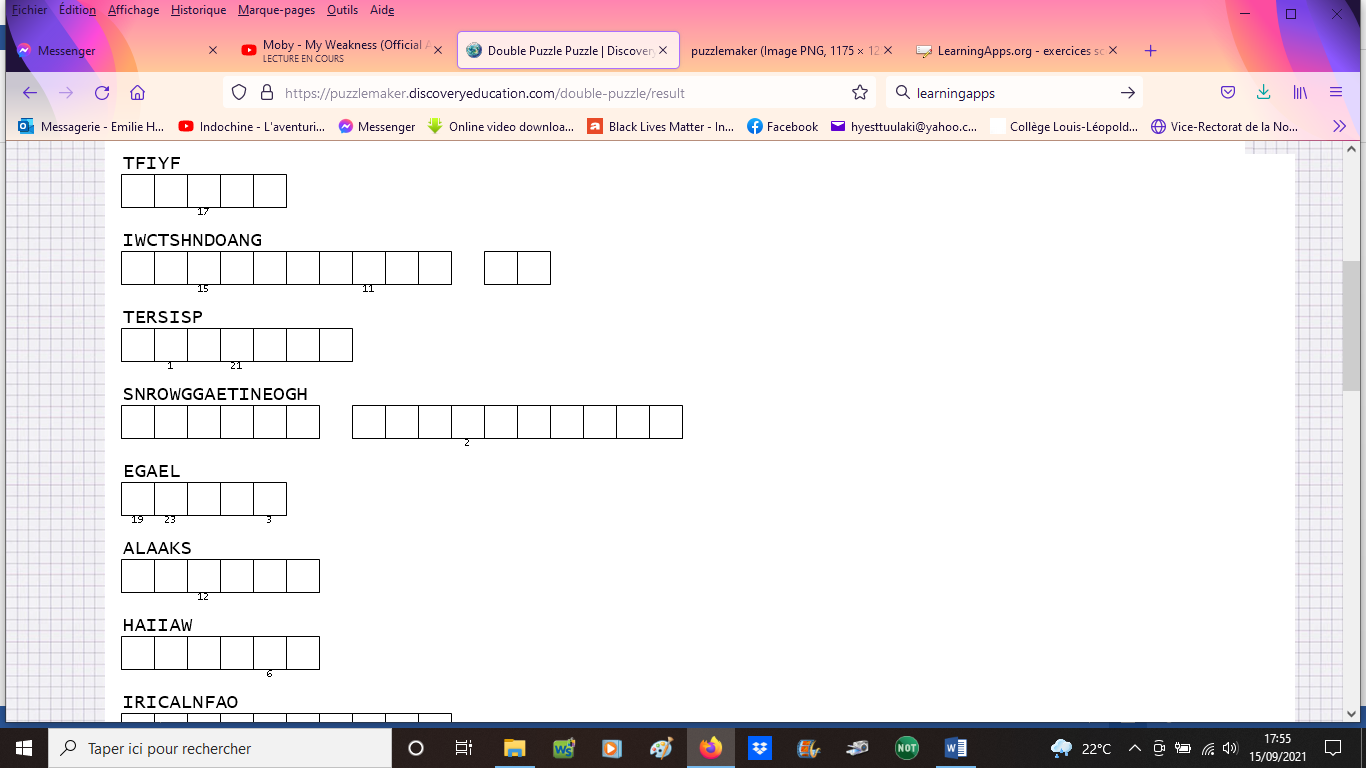 Fichier Édition Affichage Historique Marque-pages Outils Aide
Messenger
Moby - My Weakness (Official A
LECTURE EN COURS
Double Puzzle Puzzle | Discovery
puzzlemaker (Image PNG, 1175 × 12
LearningApps.org - exercices sc
https://puzzlemaker.discoveryeducation.com/double-puzzle/result
learningapps
Messagerie - Emilie H...
Indochine - L'aventuri...
Messenger
Online video downloa...
Black Lives Matter - In...
Facebook
hyesttuulaki@yahoo.c...
Collège Louis-Léopold...
Vice-Rectorat de la No...
TFIYF
17
IWCTSHNDOANG
15 11
TERSISP
1 21
SNROWGGAETINEOGH
2
EGAEL
19 23 3
ALAAKS
12
HAIIAW
6
IRICALNFAO
Taper ici pour rechercher
NOT
22°C
17:55
15/09/2021